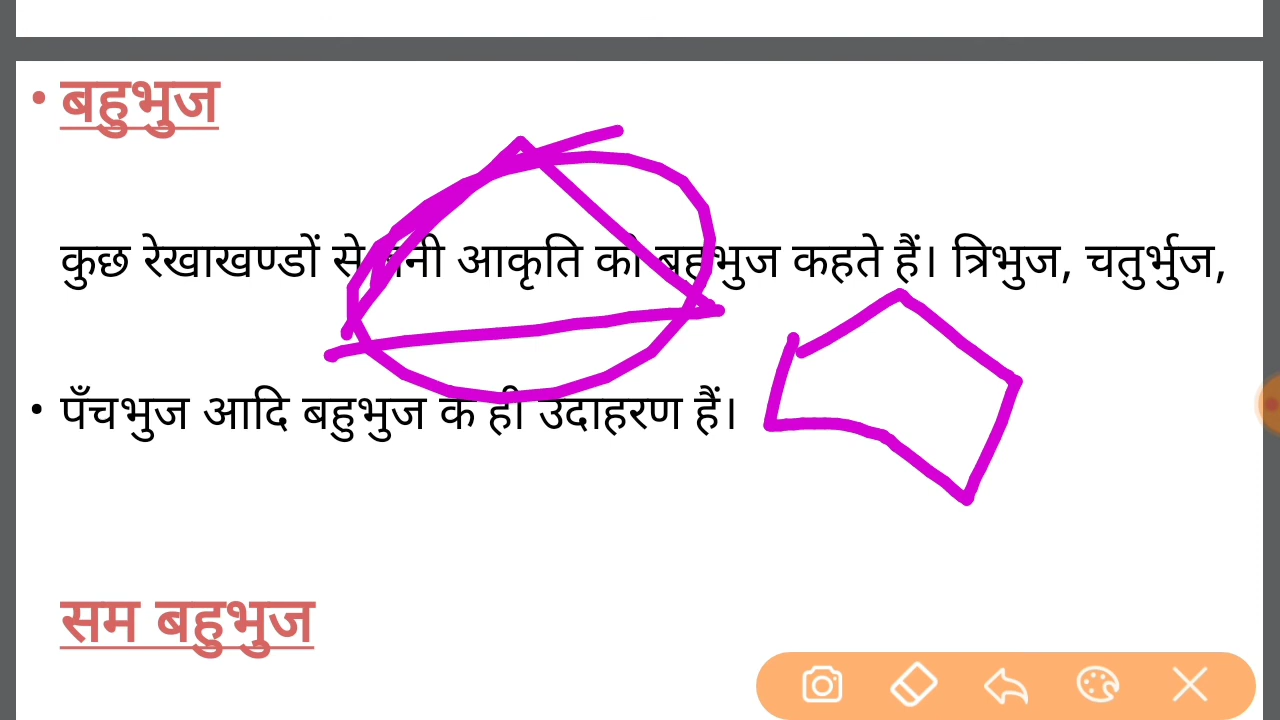 • बहुभुज
कुछ रेखाखण्डों से बनी आकृति को बहुभुज कहते हैं। त्रिभुज, चतुर्भुज,
• पँचभुज आदि बहुभुज के ही उदाहरण हैं।
सम बहुभुज